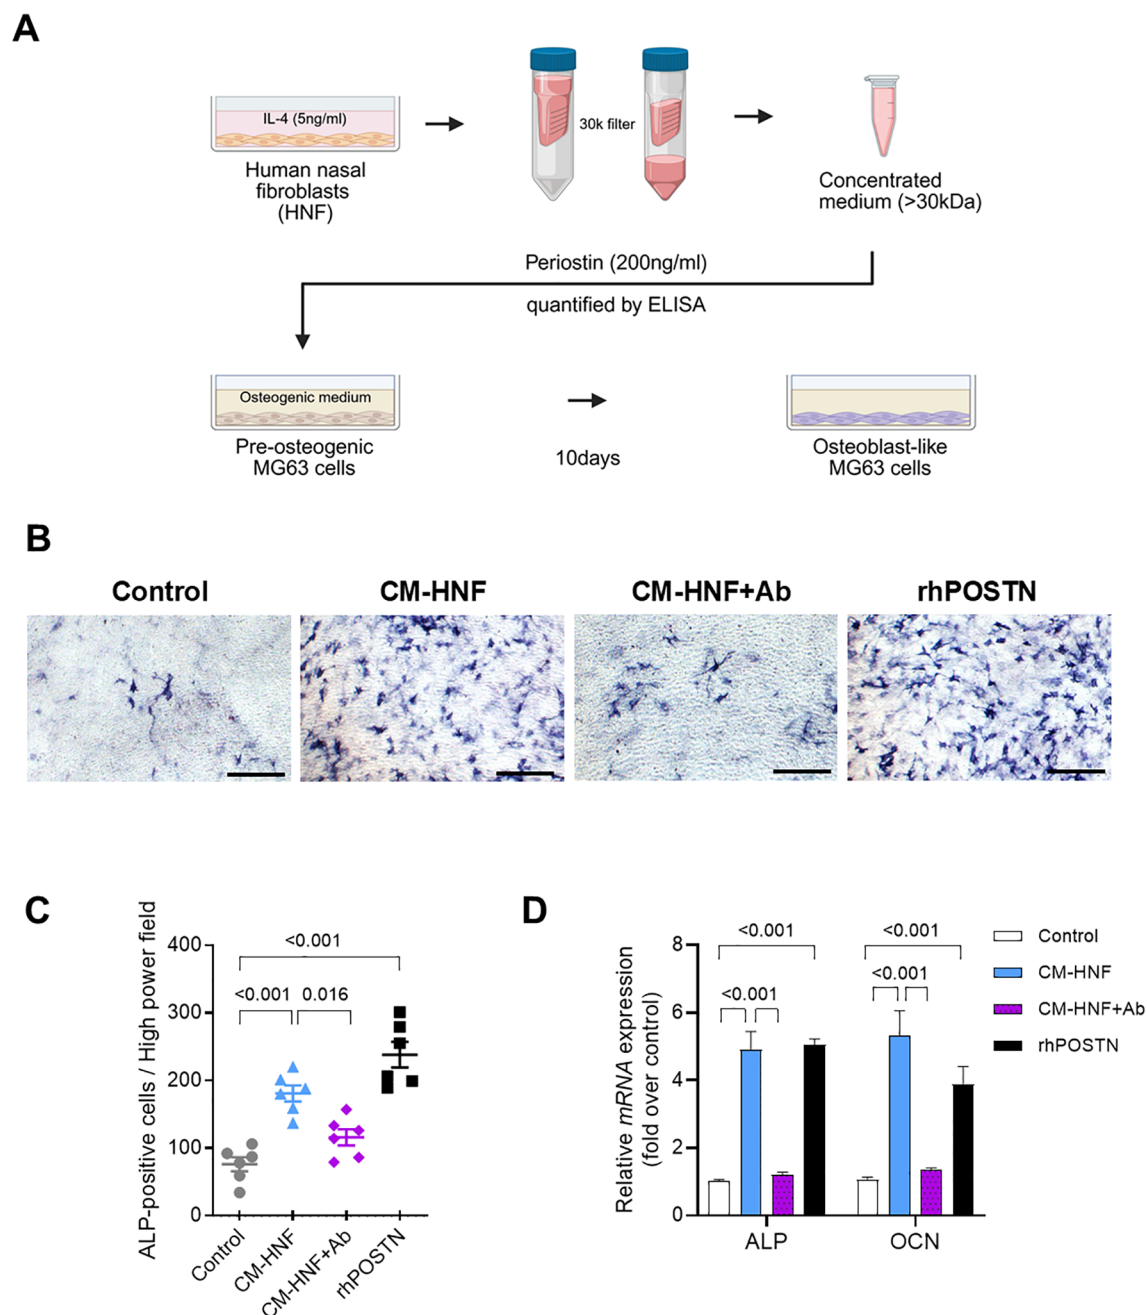 A
IL-4 (5ng/ml)
Human nasal
fibroblasts
(HNF)
30k filter
Concentrated
medium (>30kDa)
Periostin (200ng/ml)
quantified by ELISA
Osteogenic medium
Pre-osteogenic
MG63 cells
10days
Osteoblast-like
MG63 cells
B
Control
CM-HNF
CM-HNF+Ab
rhPOSTN
C
ALP-positive cells / High power field
400
300
200
100
0
<0.001
<0.001
0.016
Control
CM-HNF
CM-HNF+Ab
rhPOSTN
D
Relative mRNA expression
(fold over control)
8
6
4
2
0
<0.001
<0.001
<0.001
<0.001
ALP
OCN
Control
CM-HNF
CM-HNF+Ab
rhPOSTN